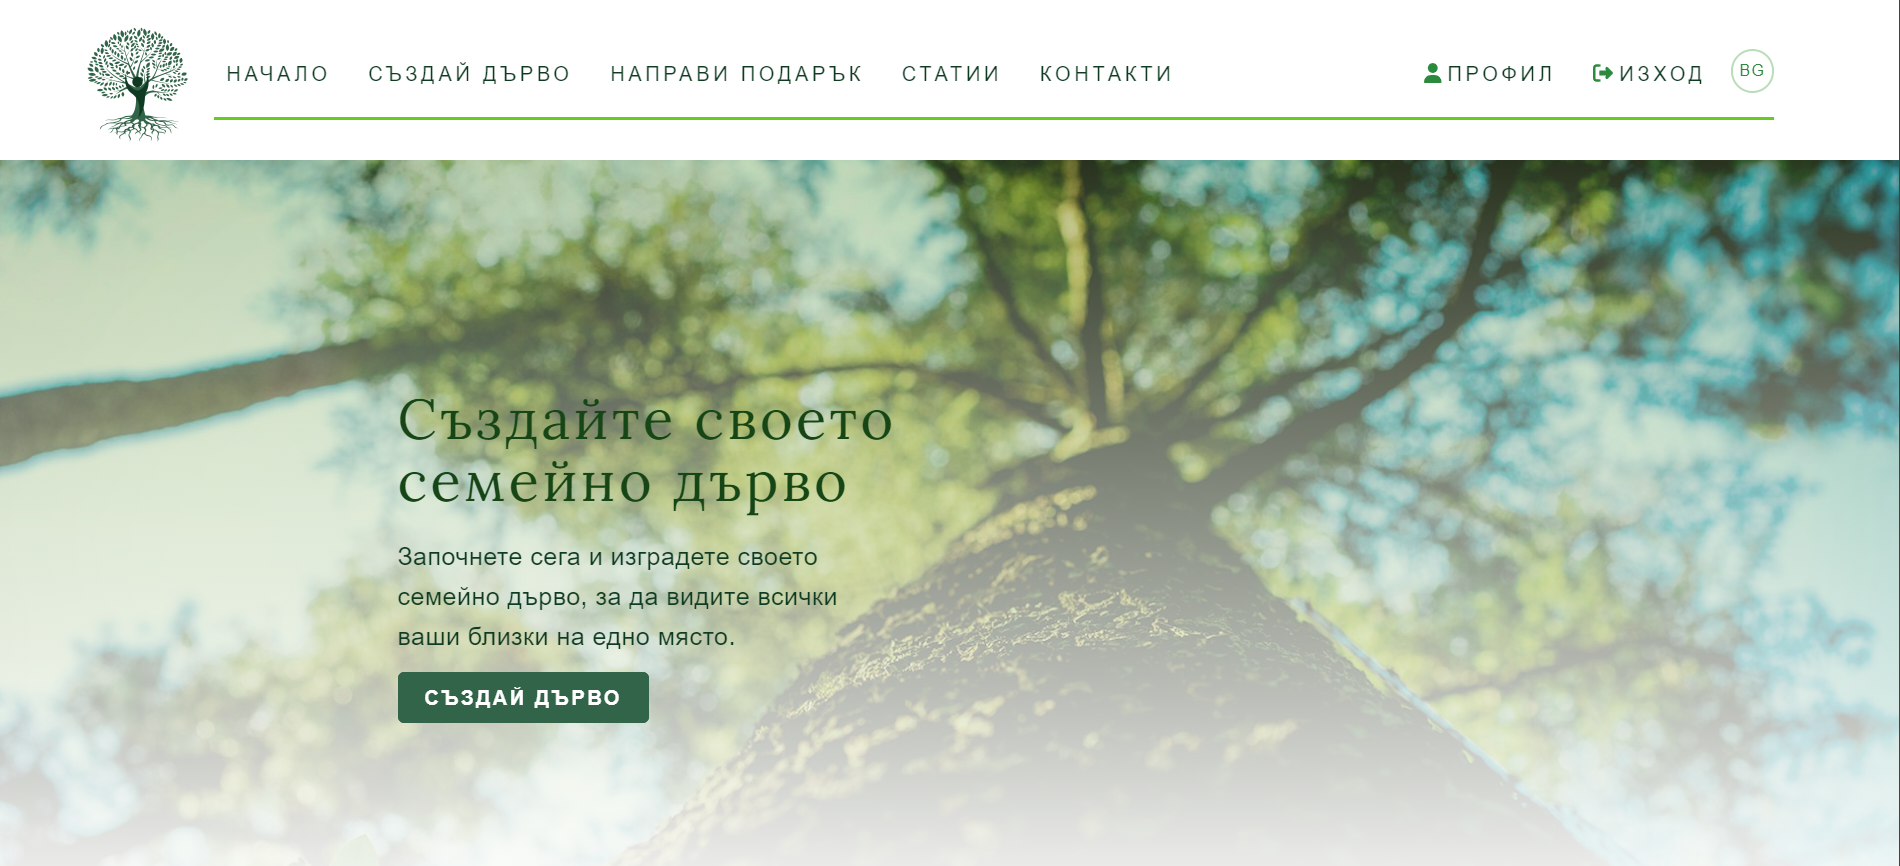 НАЧАЛО СЪЗДАЙ ДЪРВО НАПРАВИ ПОДАРЪК СТАТИИ КОНТАКТИ ПРОФИЛ ИЗХОД BG
Създайте своето
семейно дърво
Започнете сега и изградете своето
семейно дърво, за да видите всички
ваши близки на едно място.
СЪЗДАЙ ДЪРВО